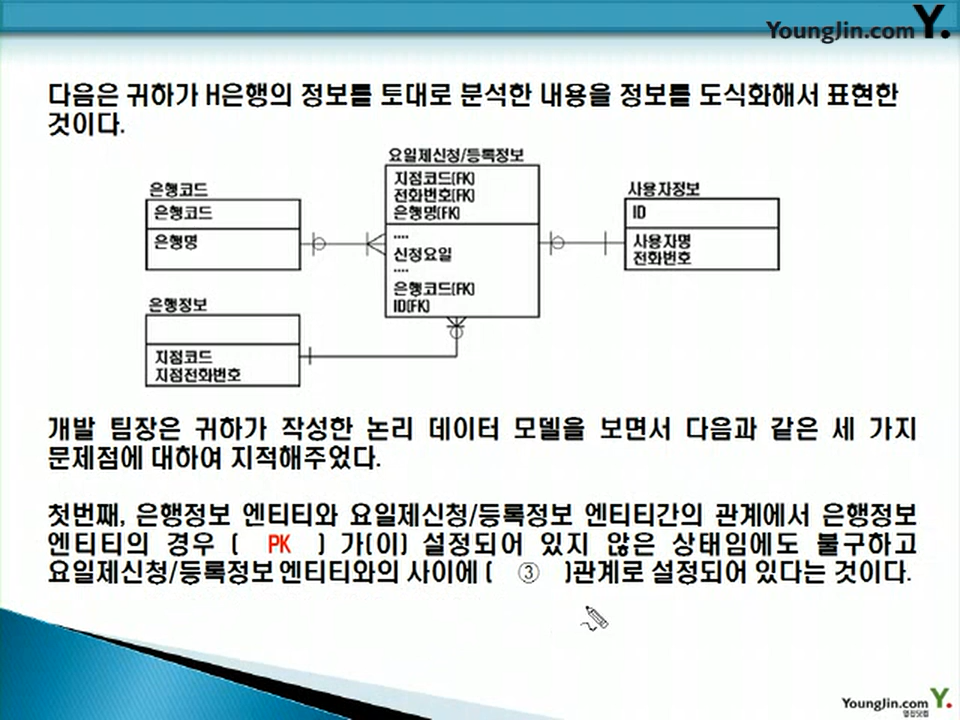 YoungJin.com Y.
다음은 귀하가 H은행의 정보를 토대로 분석한 내용을 정보를 도식화해서 표현한
것이다.
요일제신청/등록정보
지점코드(FK)
전화번호(FK)
은행명(FK)
....
신청요일
....
은행코드(FK)
ID(FK)
은행코드
은행코드
은행명
사용자정보
ID
사용자명
전화번호
은행정보
지점코드
지점전화번호
개발 팀장은 귀하가 작성한 논리 데이터 모델을 보면서 다음과 같은 세 가지
문제점에 대하여 지적해주었다.
첫번째, 은행정보 엔티티와 요일제신청/등록정보 엔티티간의 관계에서 은행정보
엔티티의 경우 ( PK ) 가(이) 설정되어 있지 않은 상태임에도 불구하고
요일제신청/등록정보 엔티티와의 사이에 ( ③ )관계로 설정되어 있다는 것이다.
YoungJin.com Y.
영진닷컴